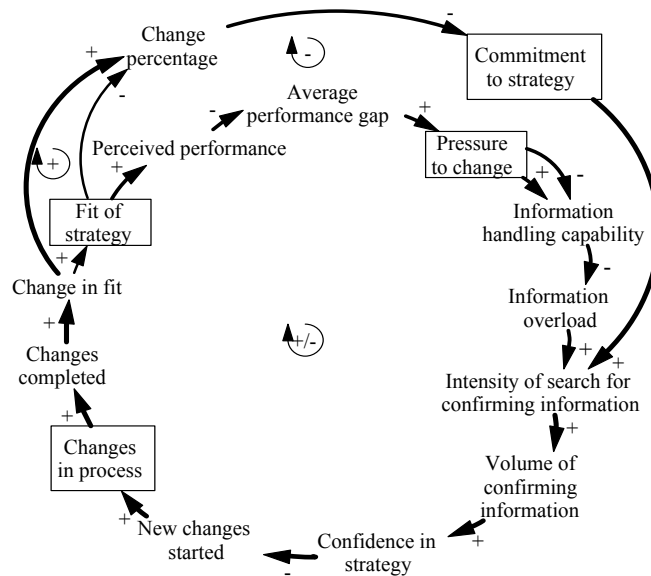 Change
percentage
+
-
-
-
Commitment
to strategy
Average
performance gap
-
+
Perceived performance
+
+
Pressure
to change
+
-
Fit of
strategy
Information
handling capability
+
-
Change in fit
Information
overload
+
+/-
+
+
Changes
completed
Intensity of search for
confirming information
+
+
Changes
in process
Volume of
confirming
information
+
New changes
started
+
Confidence in
strategy
-